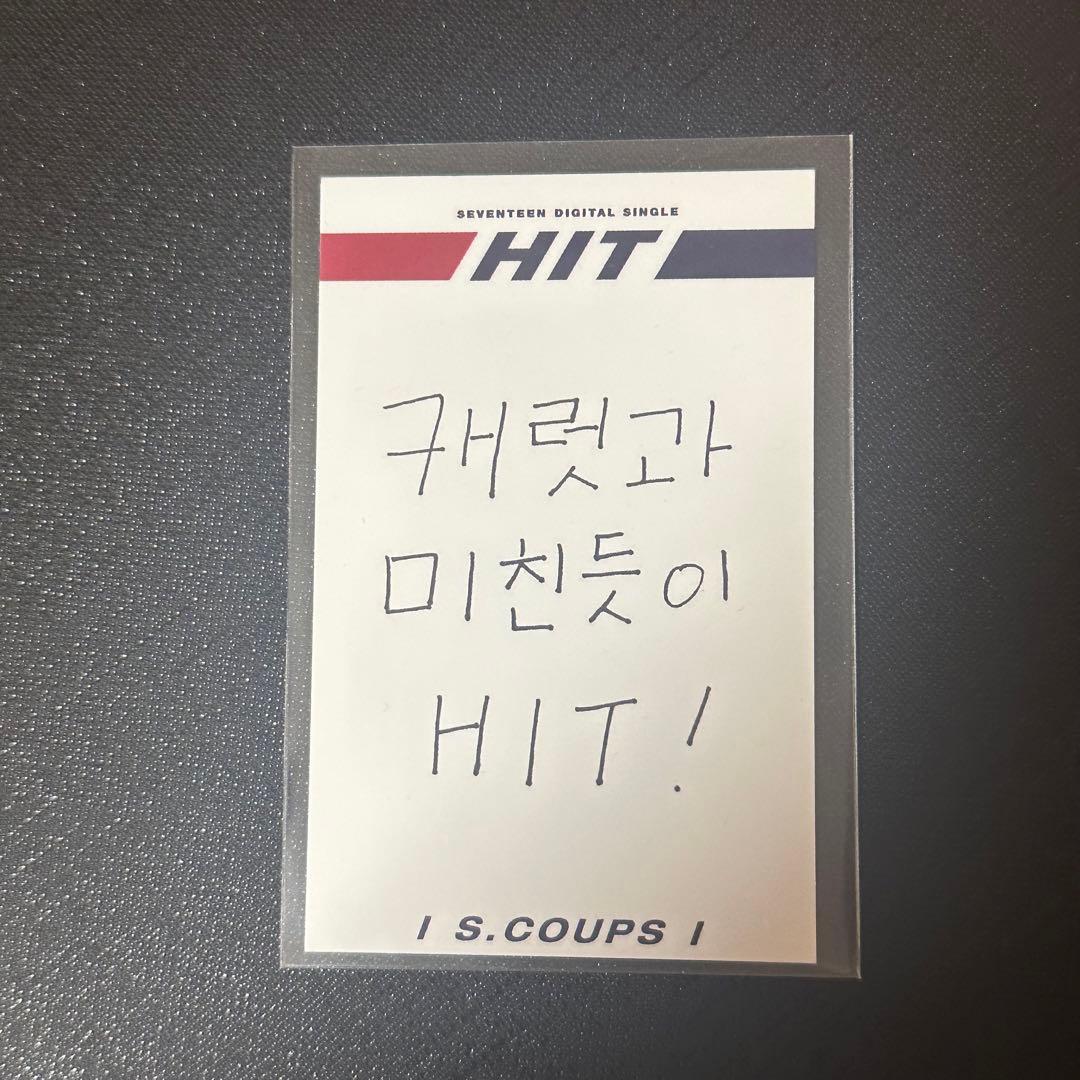 SEVENTEEN DIGITAL SINGLE
HIT
캐럿과
미친듯이
HIT!
/ S.COUPS /